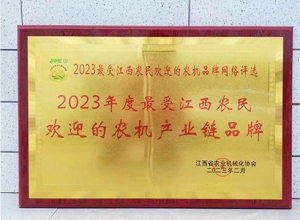 2023最受江西农民欢迎的农机品牌网络评选
2023年度最受江西农民
欢迎的农机产业链品牌
江西省农业机械化协会
二〇二三年二月